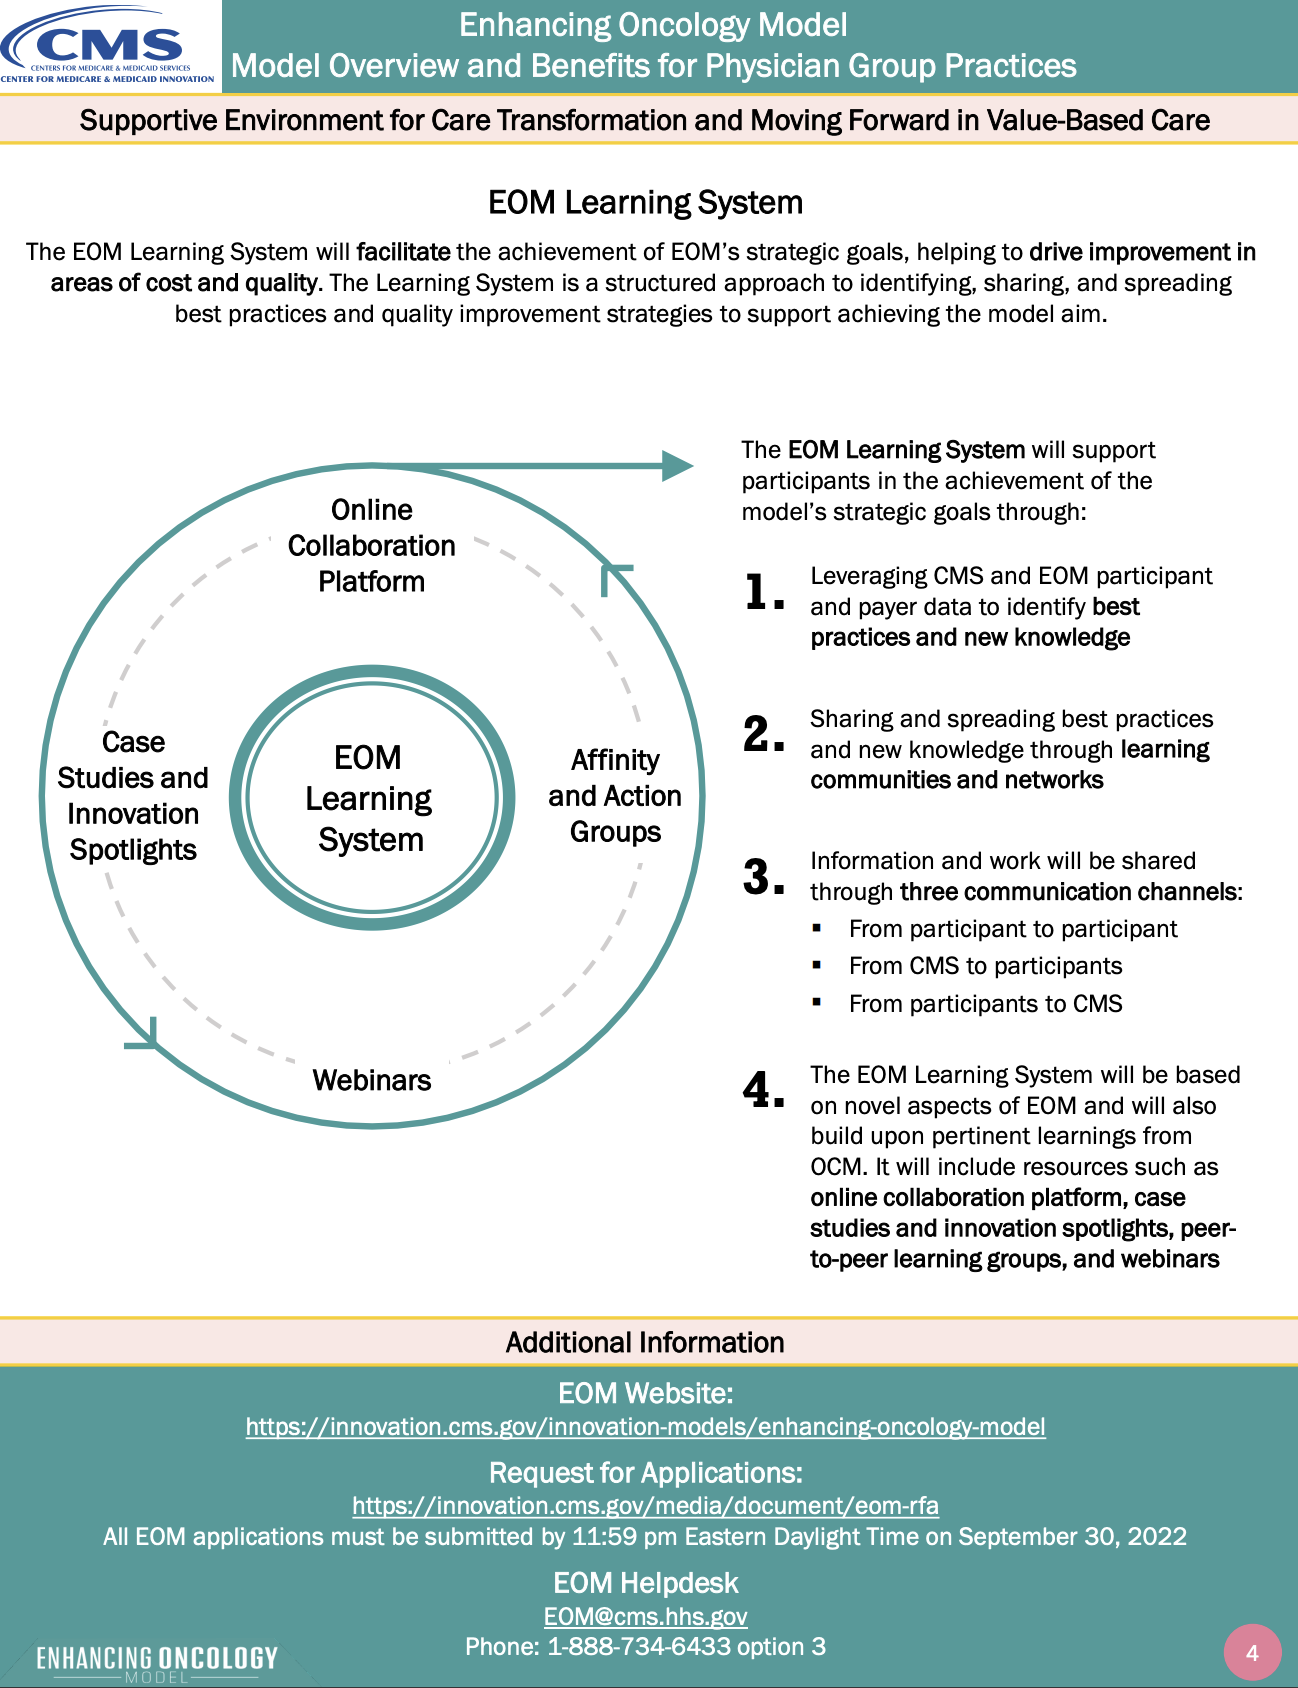 CMS
CENTERS FOR MEDICARE & MEDICAID SERVICES
CENTER FOR MEDICARE & MEDICAID INNOVATION
Enhancing Oncology Model
Model Overview and Benefits for Physician Group Practices
Supportive Environment for Care Transformation and Moving Forward in Value-Based Care
EOM Learning System
The EOM Learning System will facilitate the achievement of EOM's strategic goals, helping to drive improvement in
areas of cost and quality. The Learning System is a structured approach to identifying, sharing, and spreading
best practices and quality improvement strategies to support achieving the model aim.
Online
Collaboration
Platform
Case
Studies and
Innovation
Spotlights
EOM
Learning
System
Affinity
and Action
Groups
Webinars
The EOM Learning System will support
participants in the achievement of the
model's strategic goals through:
1. Leveraging CMS and EOM participant
and payer data to identify best
practices and new knowledge
2. Sharing and spreading best practices
and new knowledge through learning
communities and networks
3. Information and work will be shared
through three communication channels:
▪ From participant to participant
▪ From CMS to participants
▪ From participants to CMS
4. The EOM Learning System will be based
on novel aspects of EOM and will also
build upon pertinent learnings from
OCM. It will include resources such as
online collaboration platform, case
studies and innovation spotlights, peer-
to-peer learning groups, and webinars
Additional Information
EOM Website:
https://innovation.cms.gov/innovation-models/enhancing-oncology-model
Request for Applications:
https://innovation.cms.gov/media/document/eom-rfa
All EOM applications must be submitted by 11:59 pm Eastern Daylight Time on September 30, 2022
EOM Helpdesk
EOM@cms.hhs.gov
Phone: 1-888-734-6433 option 3
ENHANCING ONCOLOGY
MODEL
4